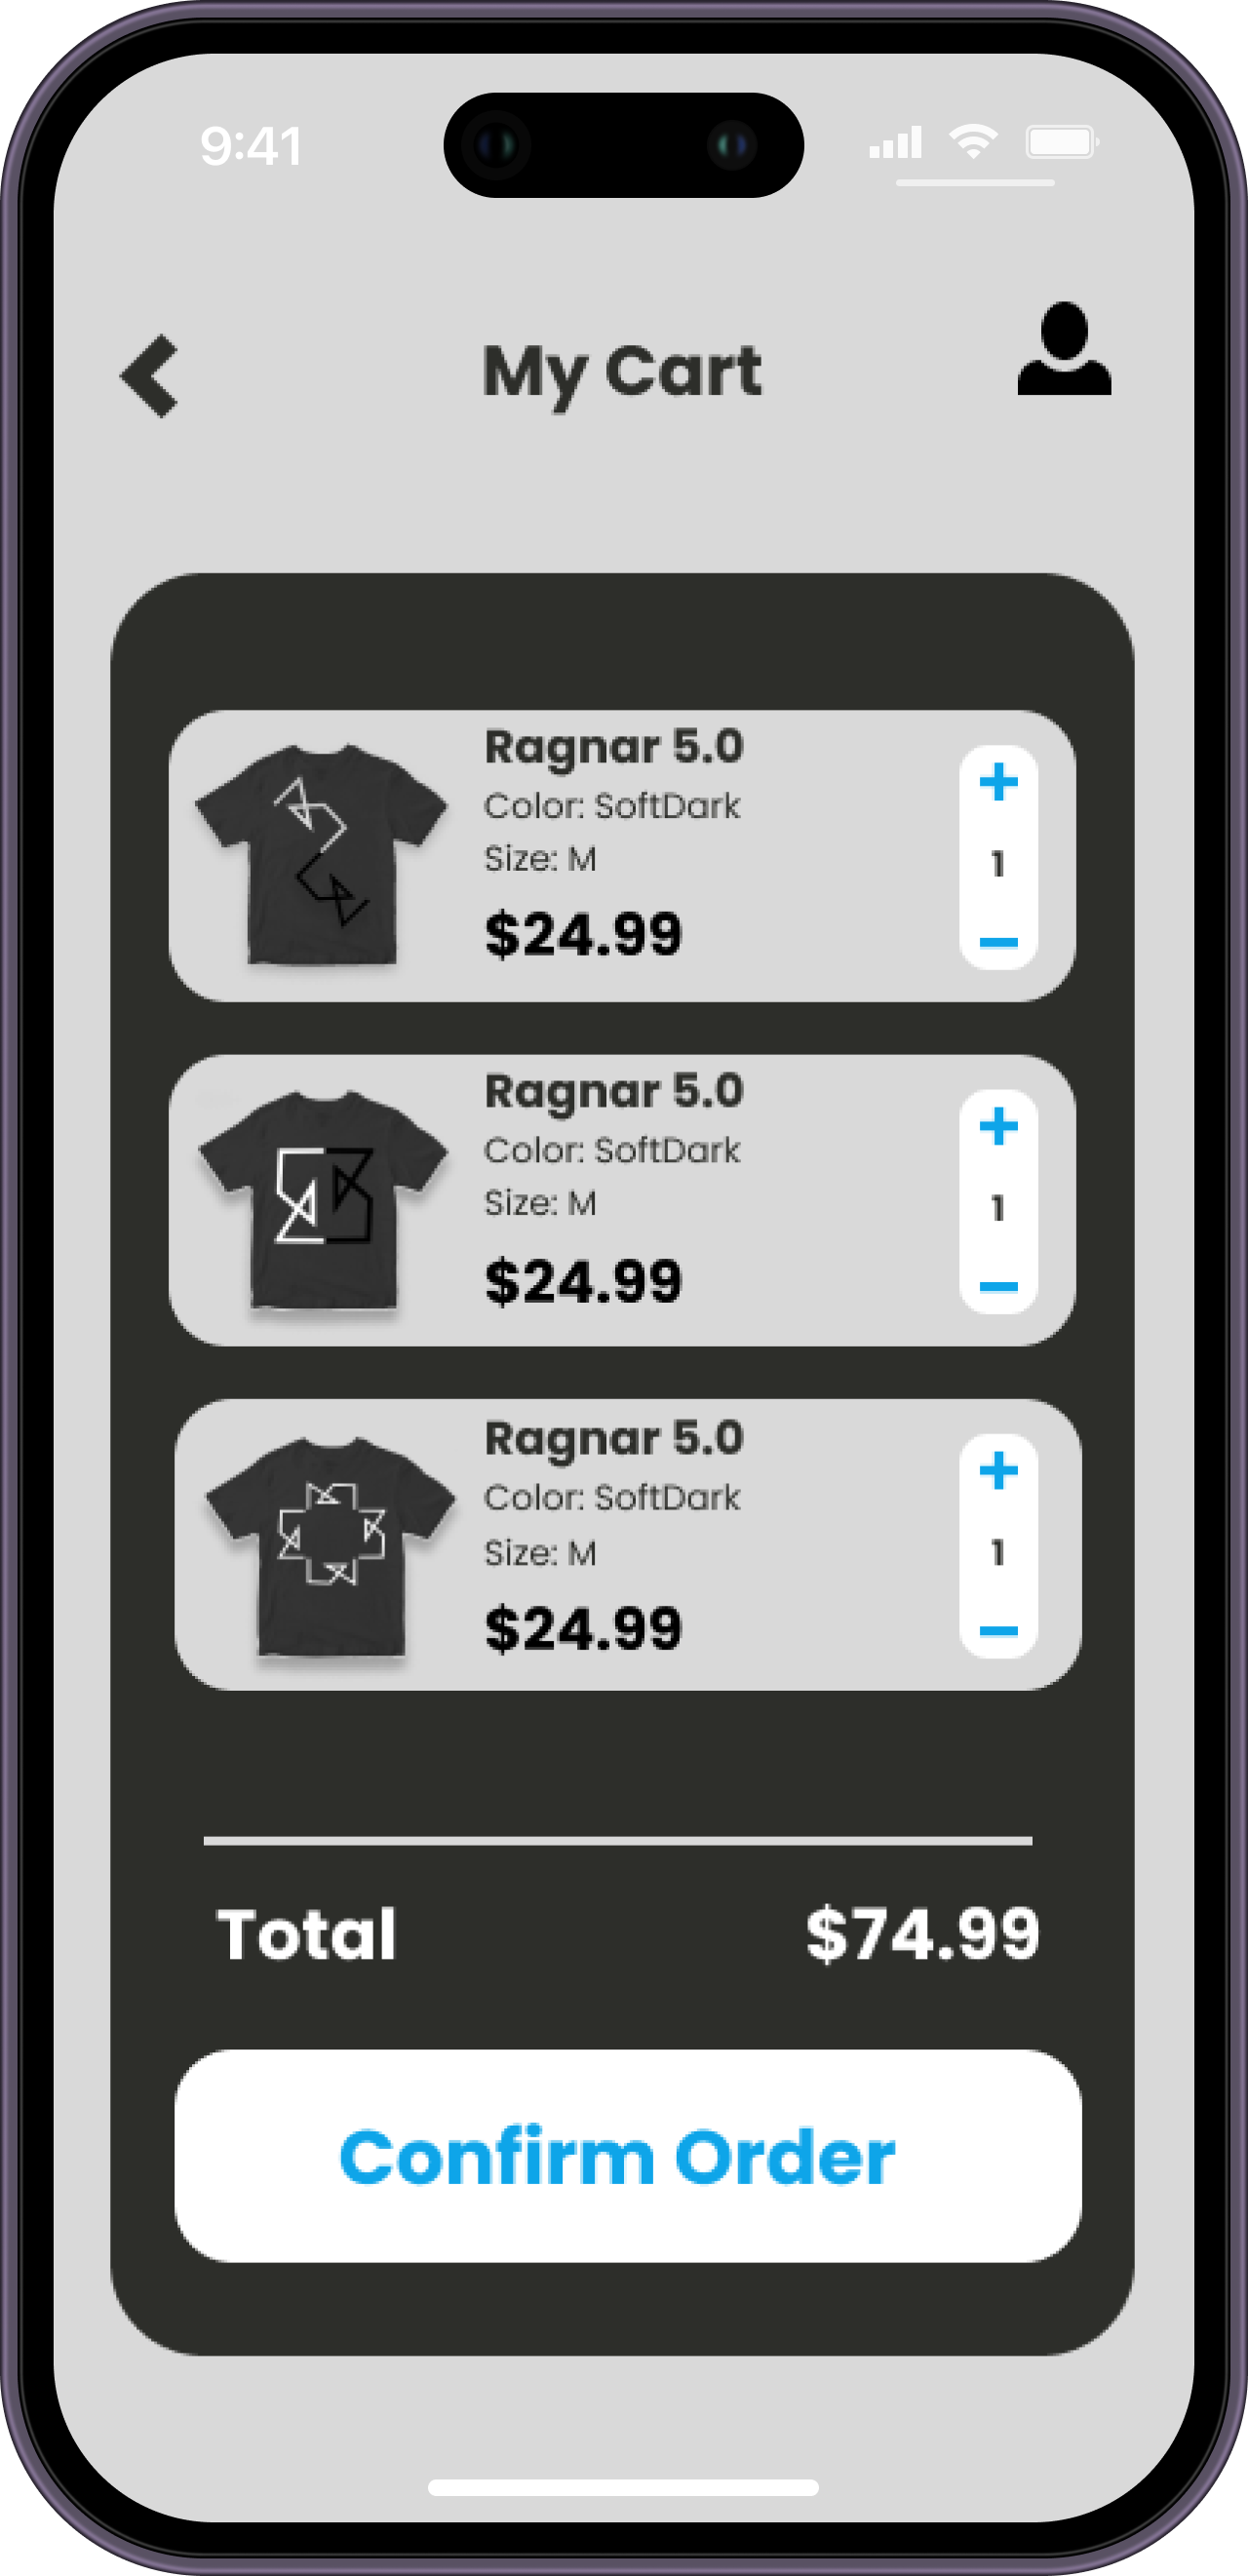 9:41
My Cart
Ragnar 5.0
Color: SoftDark
Size: M
$24.99
+
1
−
Ragnar 5.0
Color: SoftDark
Size: M
$24.99
+
1
−
Ragnar 5.0
Color: SoftDark
Size: M
$24.99
+
1
−
Total $74.99
Confirm Order